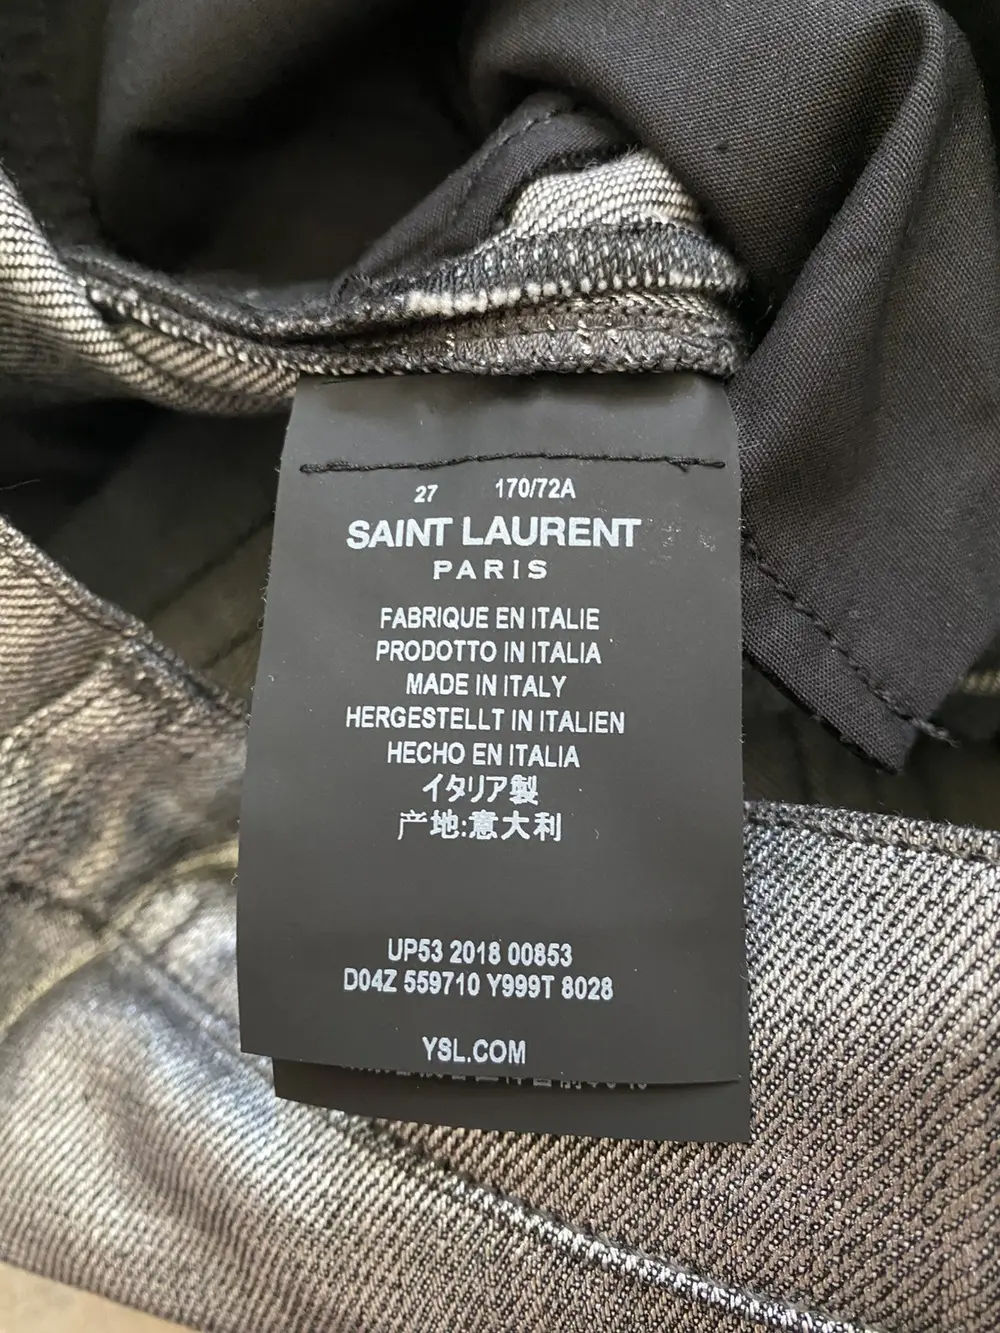 27 170/72A
SAINT LAURENT
PARIS
FABRIQUE EN ITALIE
PRODOTTO IN ITALIA
MADE IN ITALY
HERGESTELLT IN ITALIEN
HECHO EN ITALIA
イタリア製
产地:意大利
UP53 2018 00853
D04Z 559710 Y999T 8028
YSL.COM